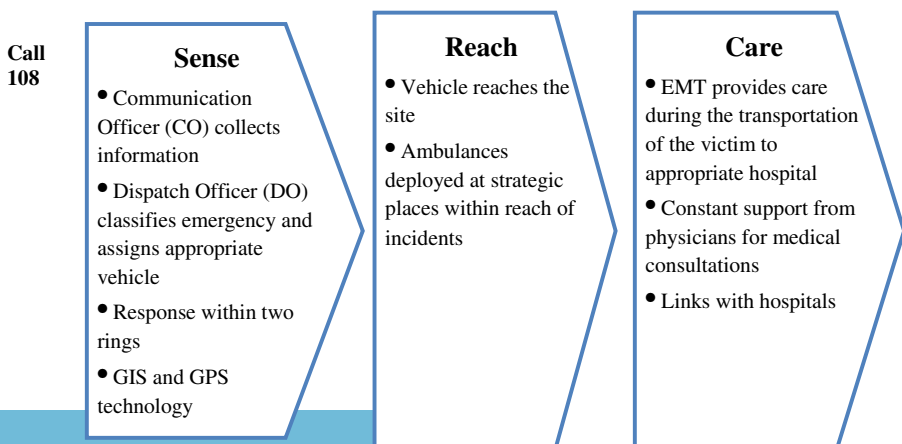 Call
108
Sense
• Communication
Officer (CO) collects
information
• Dispatch Officer (DO)
classifies emergency and
assigns appropriate
vehicle
• Response within two
rings
• GIS and GPS
technology
Reach
• Vehicle reaches the
site
• Ambulances
deployed at strategic
places within reach of
incidents
Care
• EMT provides care
during the transportation
of the victim to
appropriate hospital
• Constant support from
physicians for medical
consultations
• Links with hospitals